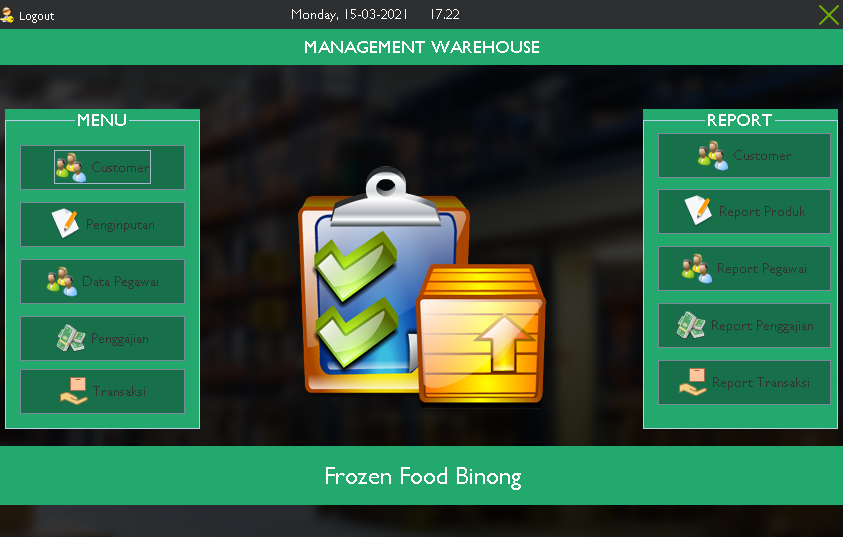 Logout
Monday, 15-03-2021 17.22
MANAGEMENT WAREHOUSE
MENU
Customer
Penginputan
Data Pegawai
Penggajian
Transaksi
REPORT
Customer
Report Produk
Report Pegawai
Report Penggajian
Report Transaksi
Frozen Food Binong